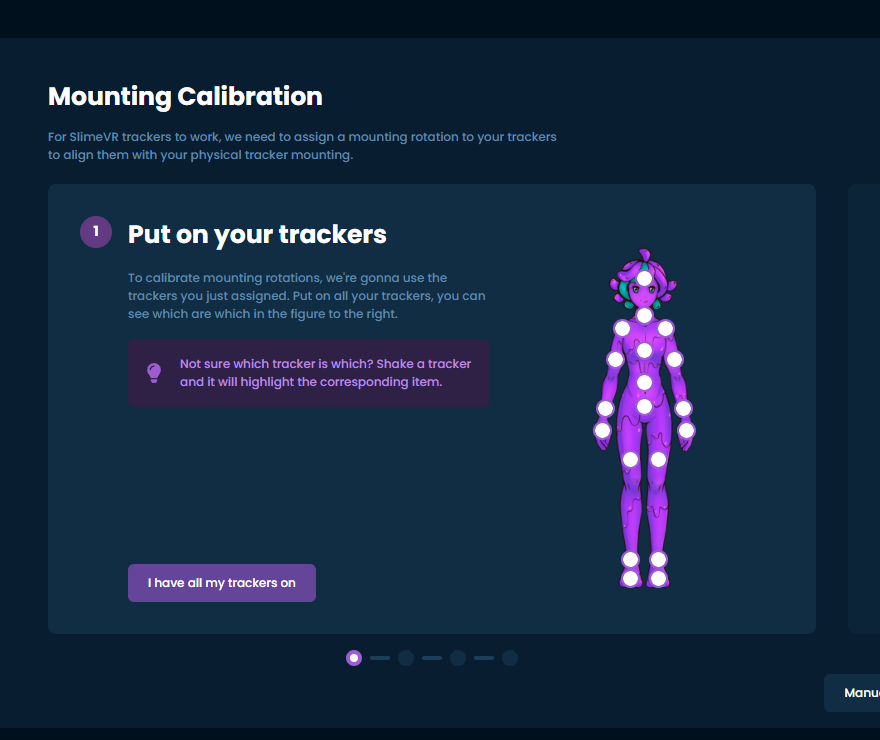 Mounting Calibration
For SlimeVR trackers to work, we need to assign a mounting rotation to your trackers
to align them with your physical tracker mounting.
1
Put on your trackers
To calibrate mounting rotations, we're gonna use the
trackers you just assigned. Put on all your trackers, you can
see which are which in the figure to the right.
Not sure which tracker is which? Shake a tracker
and it will highlight the corresponding item.
I have all my trackers on